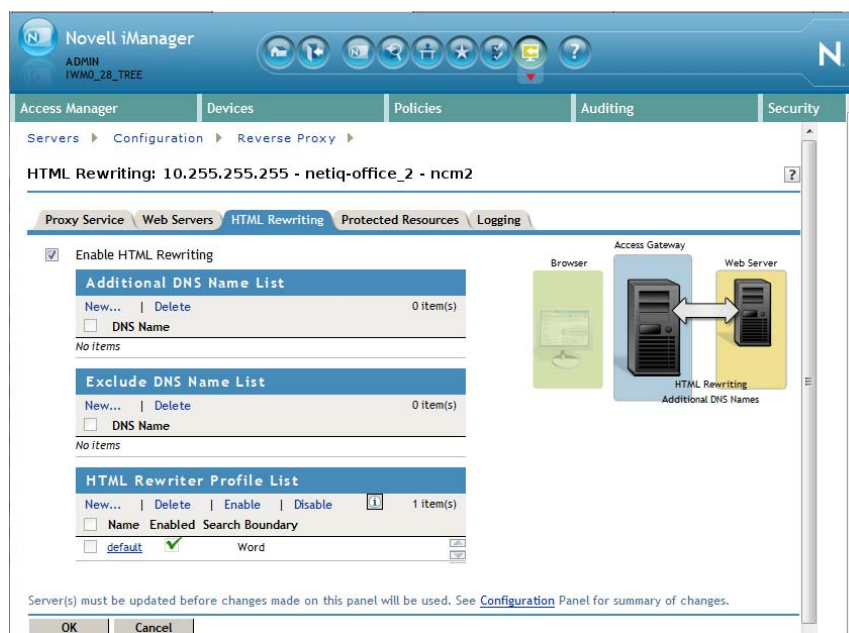 Novell iManager
ADMIN
IWM0_28_TREE
N
N
?
Access Manager Devices Policies Auditing Security
Servers Configuration Reverse Proxy
HTML Rewriting: 10.255.255.255 - netiq-office_2 - ncm2
?
Proxy Service Web Servers HTML Rewriting Protected Resources Logging
Enable HTML Rewriting
Additional DNS Name List
New... | Delete 0 item(s)
DNS Name
No items
Exclude DNS Name List
New... | Delete 0 item(s)
DNS Name
No items
HTML Rewriter Profile List
New... | Delete | Enable | Disable i 1 item(s)
Name Enabled Search Boundary
default Word
Access Gateway
Browser Web Server
HTML Rewriting
Additional DNS Names
Server(s) must be updated before changes made on this panel will be used. See Configuration Panel for summary of changes.
OK Cancel